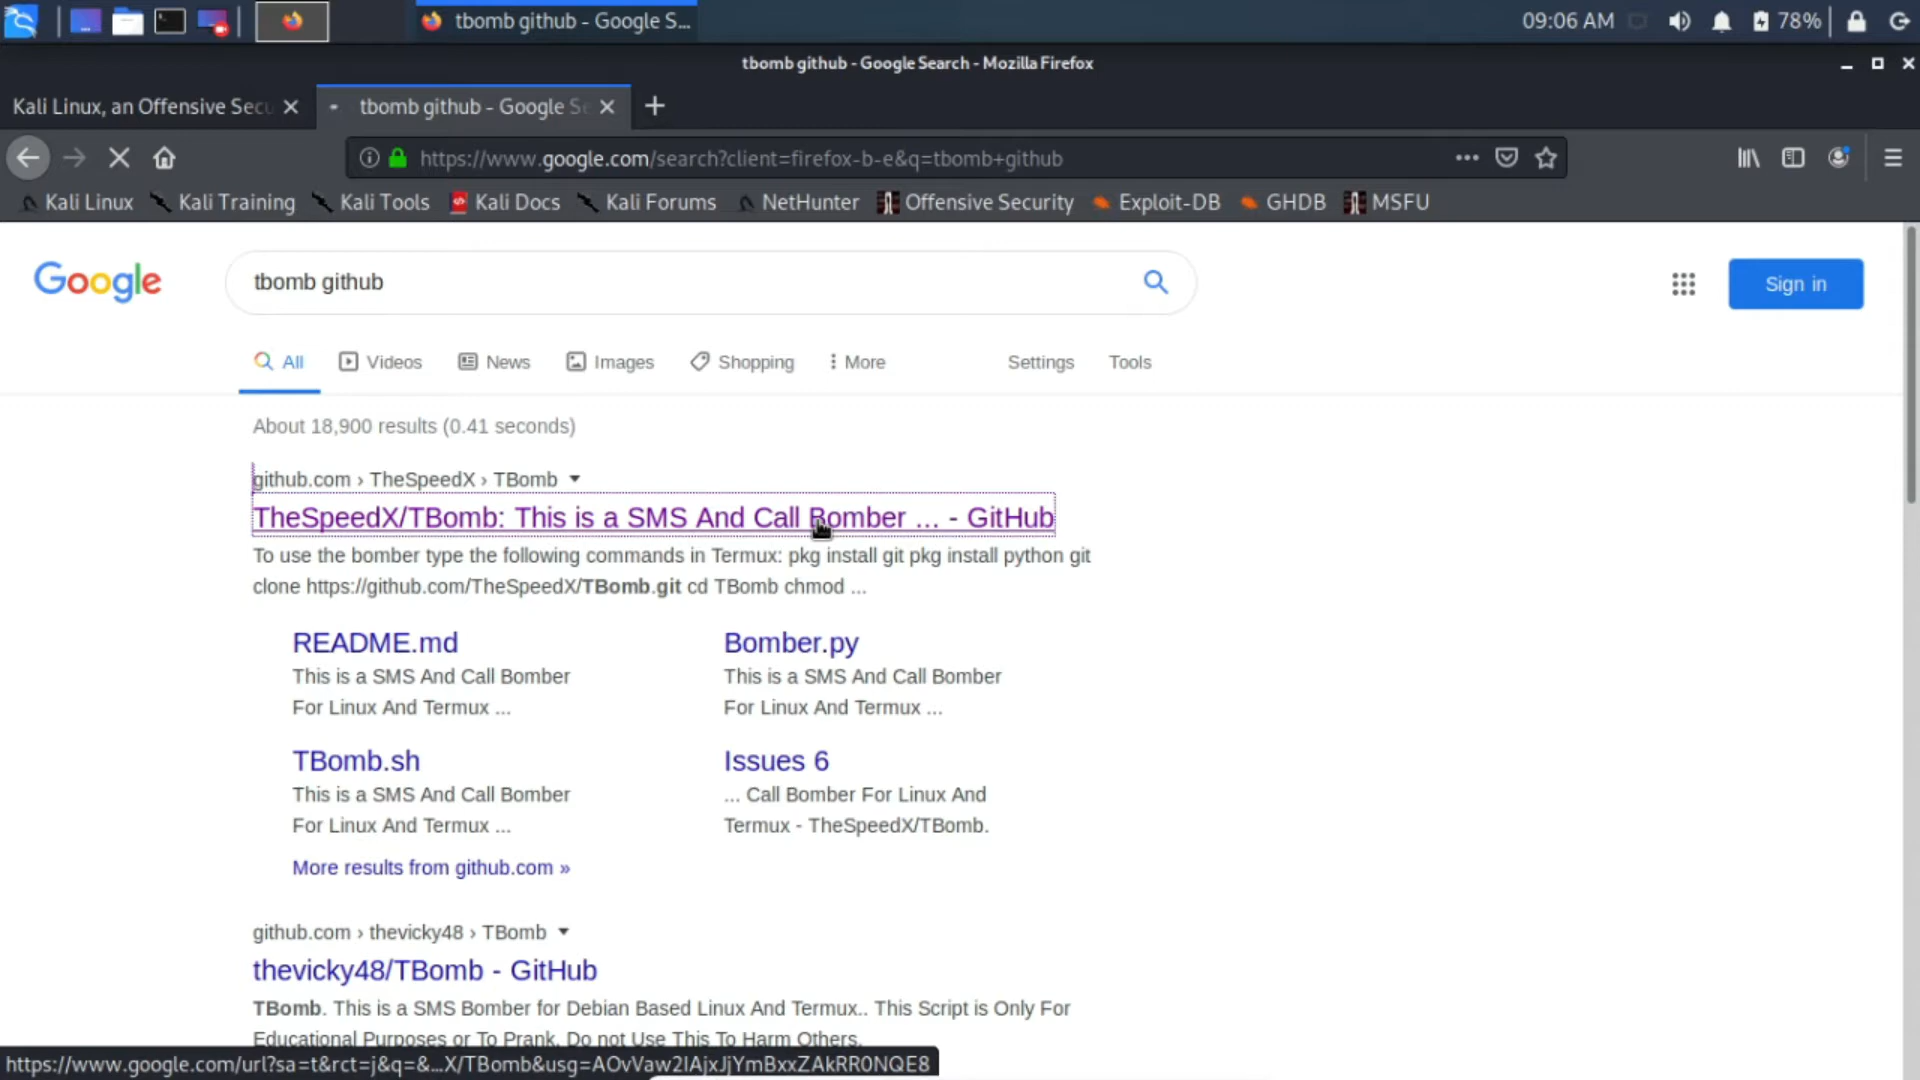 tbomb github - Google S...
09:06 AM
78%
tbomb github - Google Search - Mozilla Firefox
Kali Linux, an Offensive Secu
tbomb github - Google Se
https://www.google.com/search?client=firefox-b-e&q=tbomb+github
Kali Linux Kali Training Kali Tools Kali Docs Kali Forums NetHunter Offensive Security Exploit-DB GHDB MSFU
Google
tbomb github
Sign in
All Videos News Images Shopping More Settings Tools
About 18,900 results (0.41 seconds)
github.com › TheSpeedX › TBomb
TheSpeedX/TBomb: This is a SMS And Call Bomber ... - GitHub
To use the bomber type the following commands in Termux: pkg install git pkg install python git
clone https://github.com/TheSpeedX/TBomb.git cd TBomb chmod ...
README.md
This is a SMS And Call Bomber
For Linux And Termux ...
Bomber.py
This is a SMS And Call Bomber
For Linux And Termux ...
TBomb.sh
This is a SMS And Call Bomber
For Linux And Termux ...
Issues 6
... Call Bomber For Linux And
Termux - TheSpeedX/TBomb.
More results from github.com »
github.com › thevicky48 › TBomb
thevicky48/TBomb - GitHub
TBomb. This is a SMS Bomber for Debian Based Linux And Termux.. This Script is Only For
Educational Purposes or To Prank. Do not Use This To Harm Others.
https://www.google.com/url?sa=t&rct=j&q=&...X/TBomb&usg=AOvVaw2IAjxJjYmBxxZAkRR0NQE8